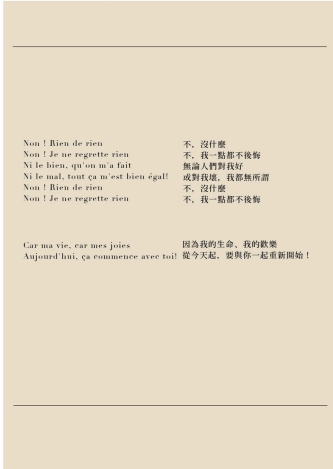 Non ! Rien de rien 不，沒什麼
Non ! Je ne regrette rien 不，我一點都不後悔
Ni le bien, qu'on m'a fait 無論人們對我好
Ni le mal, tout ça m'est bien égal! 或對我壞，我都無所謂
Non ! Rien de rien 不，沒什麼
Non ! Je ne regrette rien 不，我一點都不後悔
Car ma vie, car mes joies 因為我的生命、我的歡樂
Aujourd'hui, ça commence avec toi! 從今天起，要與你一起重新開始！